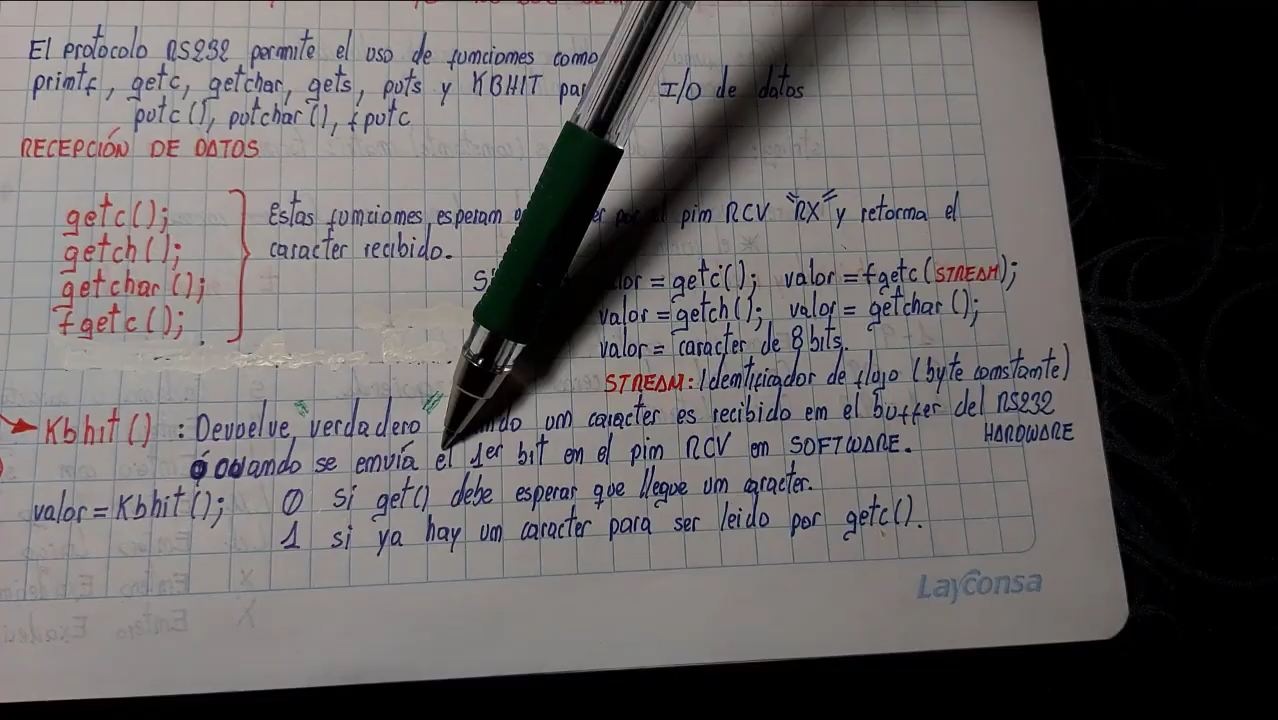 El protocolo RS232 permite el uso de funciones como
printf, getc, getchar, gets, puts y KBHIT I/O de datos
putc(), putchar(), fputc
RECEPCIÓN DE DATOS
getc();
getch();
getchar();
fgetc();
Estas funciones esperan pin RCV "RX" y retorna el
caracter recibido.
= getc(); valor = fgetc(STREAM);
valor = getch(); valor = getchar();
valor = caracter de 8 bits.
STREAM: Identificador de flujo (byte constante)
Kbhit() : Devuelve verdadero un caracter es recibido en el buffer del RS232
HARDWARE
ó cuando se envía el 1er bit en el pin RCV en SOFTWARE.
valor = Kbhit(); 0 si get() debe esperar que llegue un caracter.
1 si ya hay un caracter para ser leido por getc().
Layconsa